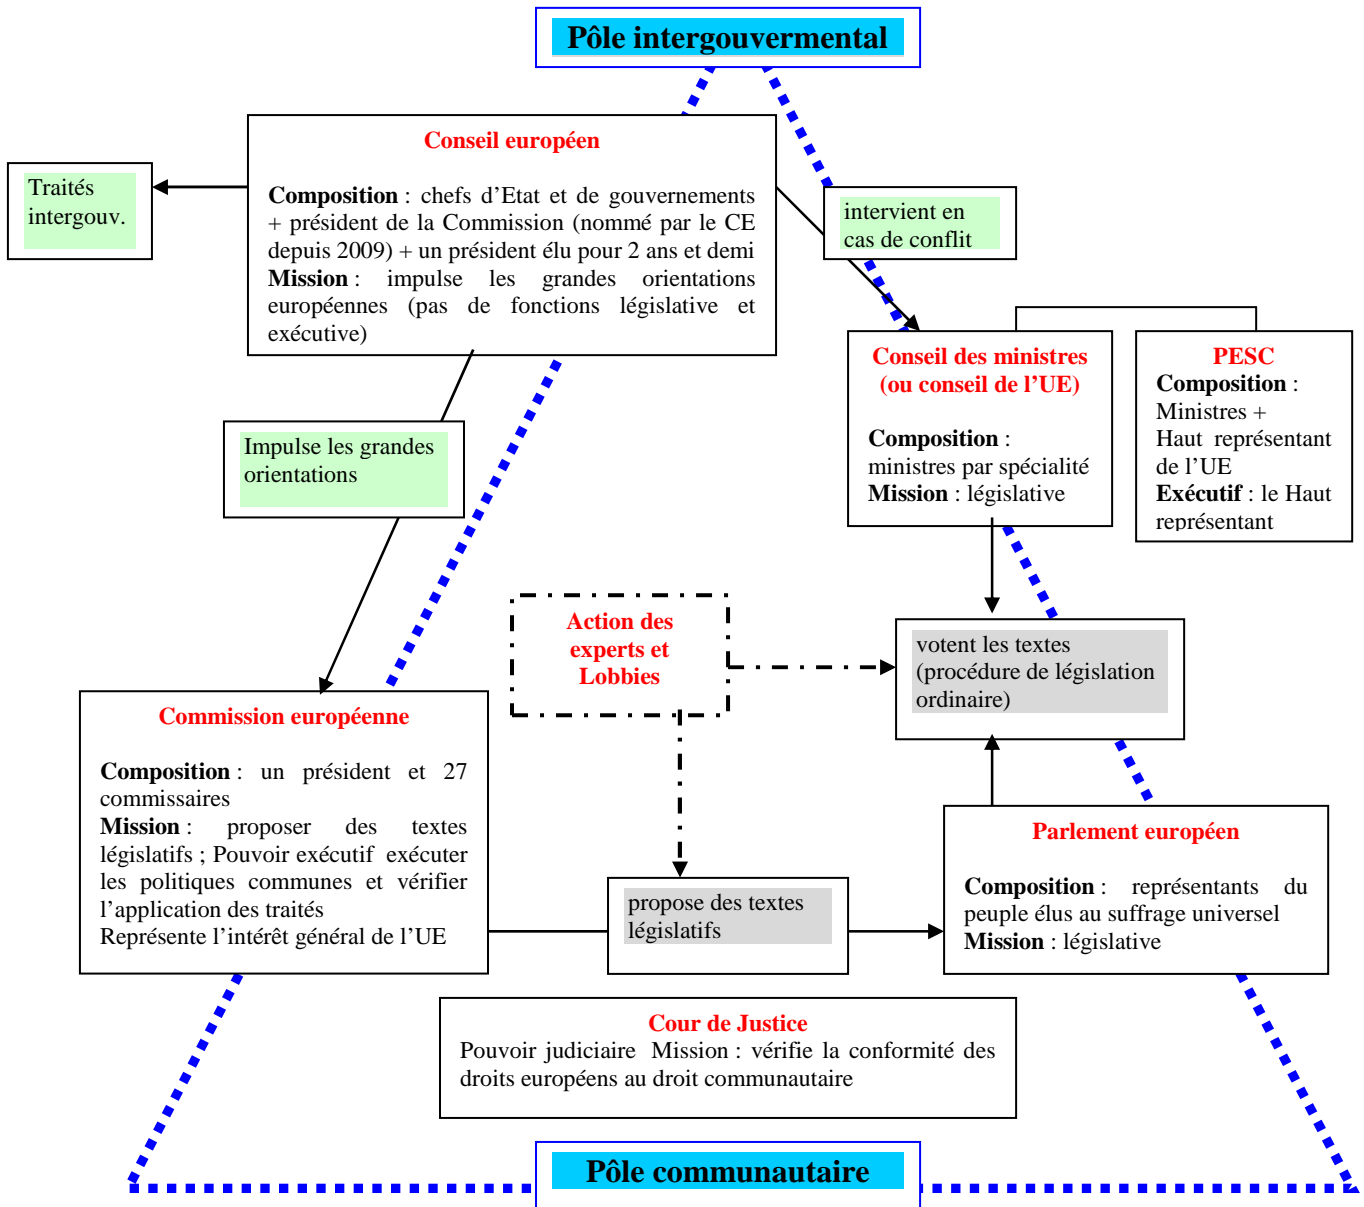 Pôle intergouvermental
Conseil européen
Composition : chefs d'Etat et de gouvernements
+ président de la Commission (nommé par le CE
depuis 2009) + un président élu pour 2 ans et demi
Mission : impulse les grandes orientations
européennes (pas de fonctions législative et
exécutive)
Traités
intergouv.
intervient en
cas de conflit
Conseil des ministres
(ou conseil de l'UE)
Composition :
ministres par spécialité
Mission : législative
PESC
Composition :
Ministres +
Haut représentant
de l'UE
Exécutif : le Haut
représentant
Impulse les grandes
orientations
Action des
experts et
Lobbies
votent les textes
(procédure de législation
ordinaire)
Commission européenne
Composition : un président et 27
commissaires
Mission : proposer des textes
législatifs ; Pouvoir exécutif exécuter
les politiques communes et vérifier
l'application des traités
Représente l'intérêt général de l'UE
propose des textes
législatifs
Parlement européen
Composition : représentants du
peuple élus au suffrage universel
Mission : législative
Cour de Justice
Pouvoir judiciaire Mission : vérifie la conformité des
droits européens au droit communautaire
Pôle communautaire